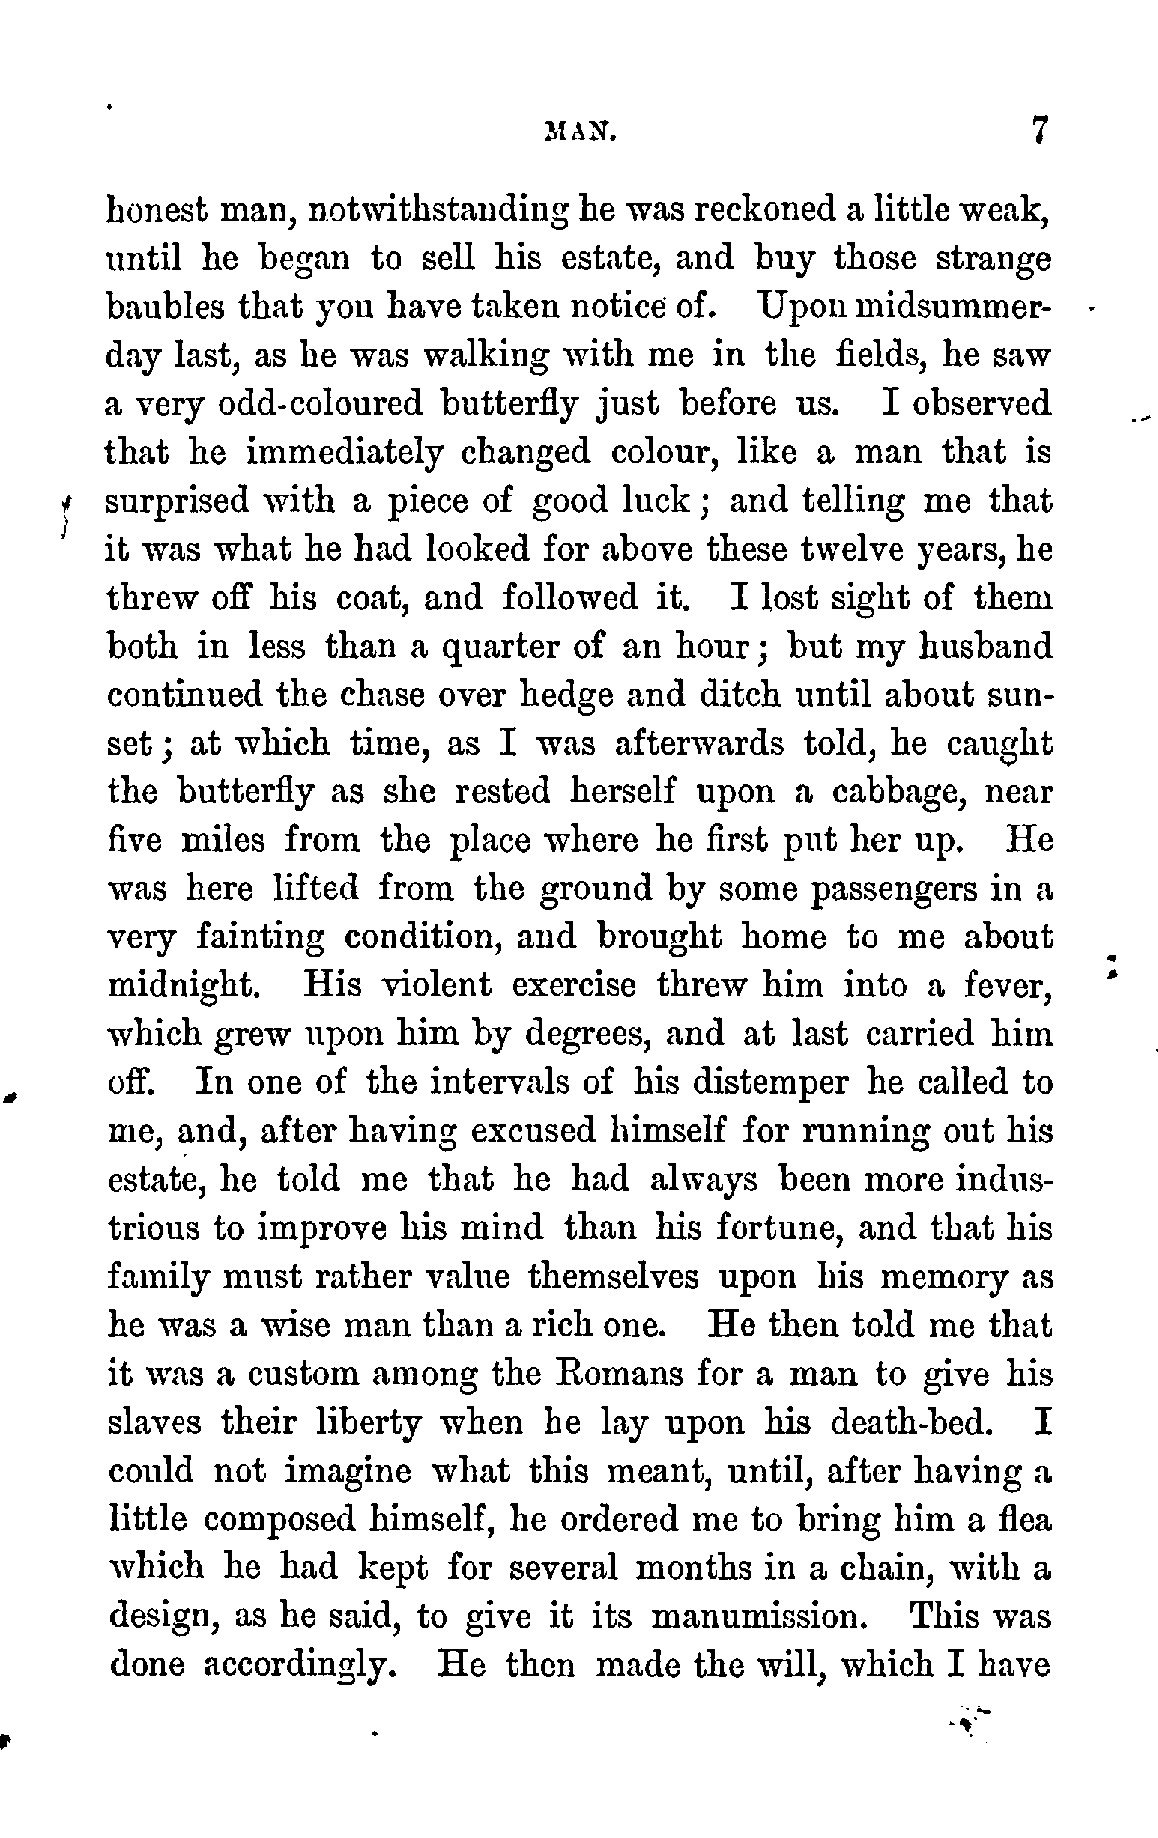 MAN. 7
honest man, notwithstanding he was reckoned a little weak,
until he began to sell his estate, and buy those strange
baubles that you have taken notice of. Upon midsummer-
day last, as he was walking with me in the fields, he saw
a very odd-coloured butterfly just before us. I observed
that he immediately changed colour, like a man that is
surprised with a piece of good luck; and telling me that
it was what he had looked for above these twelve years, he
threw off his coat, and followed it. I lost sight of them
both in less than a quarter of an hour; but my husband
continued the chase over hedge and ditch until about sun-
set; at which time, as I was afterwards told, he caught
the butterfly as she rested herself upon a cabbage, near
five miles from the place where he first put her up. He
was here lifted from the ground by some passengers in a
very fainting condition, and brought home to me about
midnight. His violent exercise threw him into a fever,
which grew upon him by degrees, and at last carried him
off. In one of the intervals of his distemper he called to
me, and, after having excused himself for running out his
estate, he told me that he had always been more indus-
trious to improve his mind than his fortune, and that his
family must rather value themselves upon his memory as
he was a wise man than a rich one. He then told me that
it was a custom among the Romans for a man to give his
slaves their liberty when he lay upon his death-bed. I
could not imagine what this meant, until, after having a
little composed himself, he ordered me to bring him a flea
which he had kept for several months in a chain, with a
design, as he said, to give it its manumission. This was
done accordingly. He then made the will, which I have